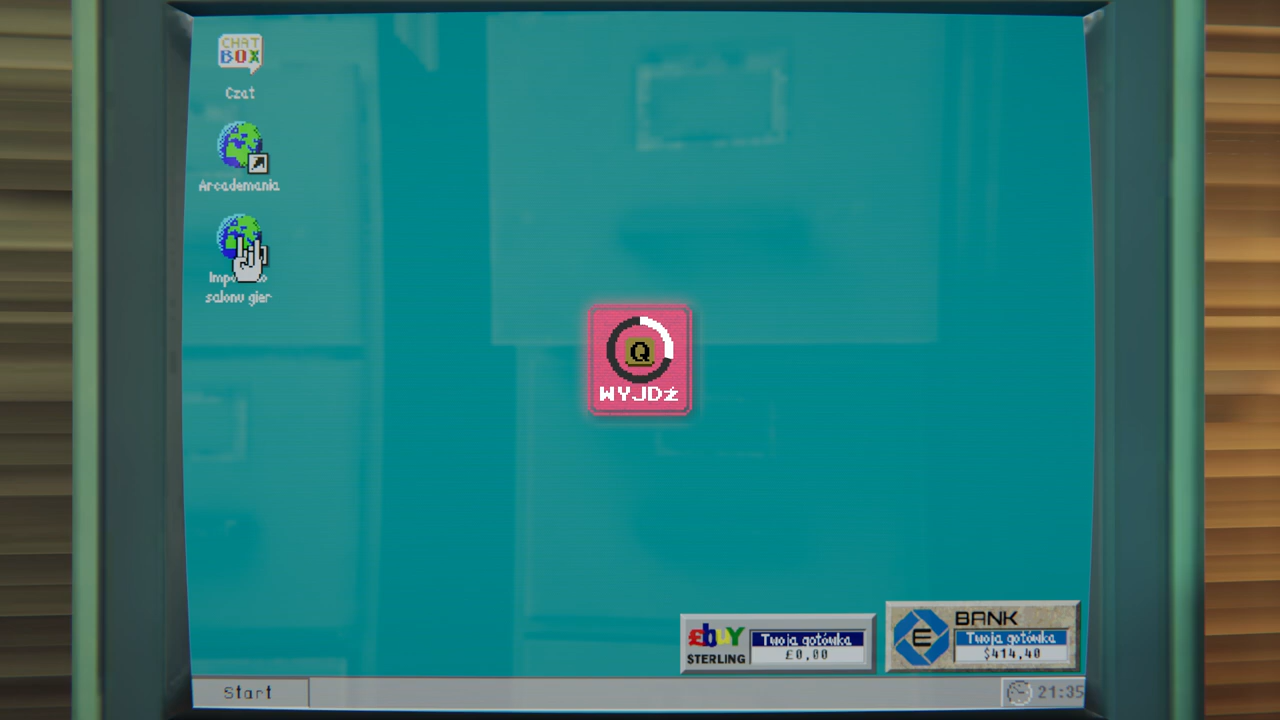 CHAT
BOX
Czat
Arcademania
salonu gier
Q
WYJDŹ
ebuy
STERLING
Twoja gotówka
£0,00
E
BANK
Twoja gotówka
$414,40
Start
21:35